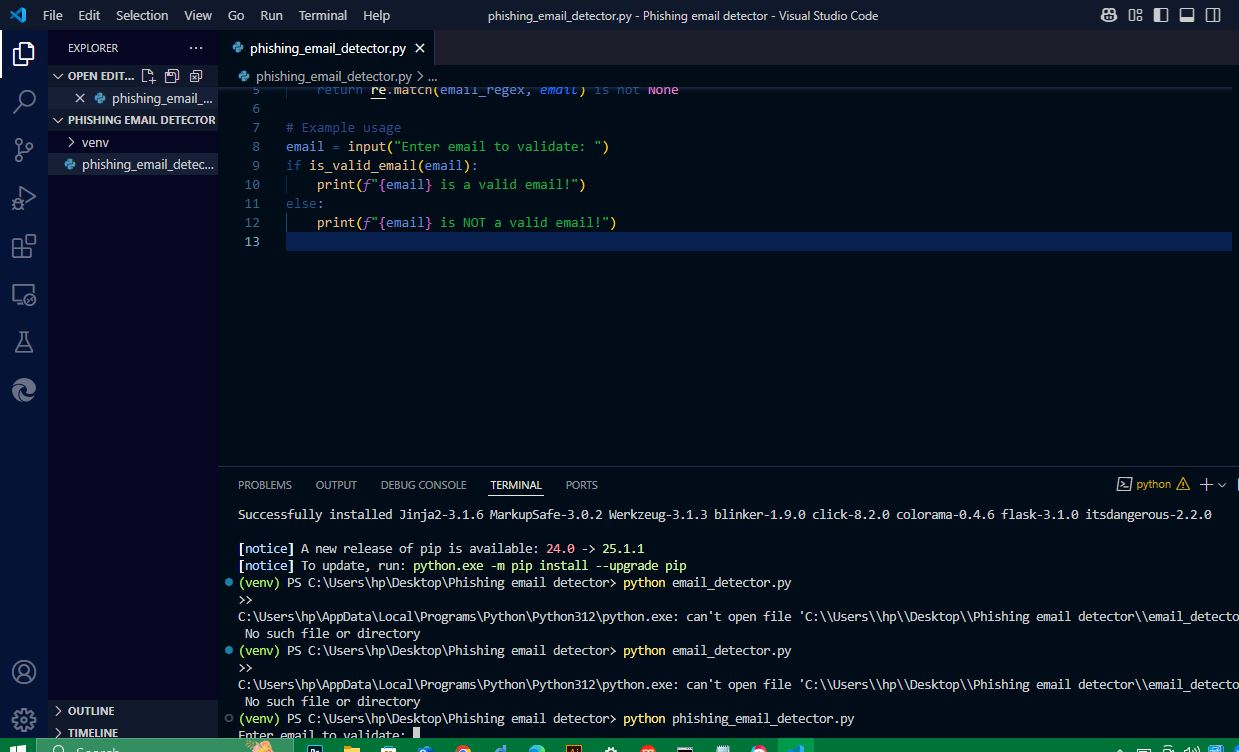 File Edit Selection View Go Run Terminal Help
phishing_email_detector.py - Phishing email detector - Visual Studio Code
EXPLORER
OPEN EDIT...
phishing_email_...
PHISHING EMAIL DETECTOR
venv
phishing_email_detec...
OUTLINE
TIMELINE
phishing_email_detector.py
phishing_email_detector.py > ...
5 return re.match(email_regex, email) is not None
6
7 # Example usage
8 email = input("Enter email to validate: ")
9 if is_valid_email(email):
10 print(f"{email} is a valid email!")
11 else:
12 print(f"{email} is NOT a valid email!")
13
PROBLEMS OUTPUT DEBUG CONSOLE TERMINAL PORTS
python
Successfully installed Jinja2-3.1.6 MarkupSafe-3.0.2 Werkzeug-3.1.3 blinker-1.9.0 click-8.2.0 colorama-0.4.6 flask-3.1.0 itsdangerous-2.2.0
[notice] A new release of pip is available: 24.0 -> 25.1.1
[notice] To update, run: python.exe -m pip install --upgrade pip
(venv) PS C:\Users\hp\Desktop\Phishing email detector> python email_detector.py
>>
C:\Users\hp\AppData\Local\Programs\Python\Python312\python.exe: can't open file 'C:\\Users\\hp\\Desktop\\Phishing email detector\\email_detecto
No such file or directory
(venv) PS C:\Users\hp\Desktop\Phishing email detector> python email_detector.py
>>
C:\Users\hp\AppData\Local\Programs\Python\Python312\python.exe: can't open file 'C:\\Users\\hp\\Desktop\\Phishing email detector\\email_detecto
No such file or directory
(venv) PS C:\Users\hp\Desktop\Phishing email detector> python phishing_email_detector.py
Enter email to validate:
Search